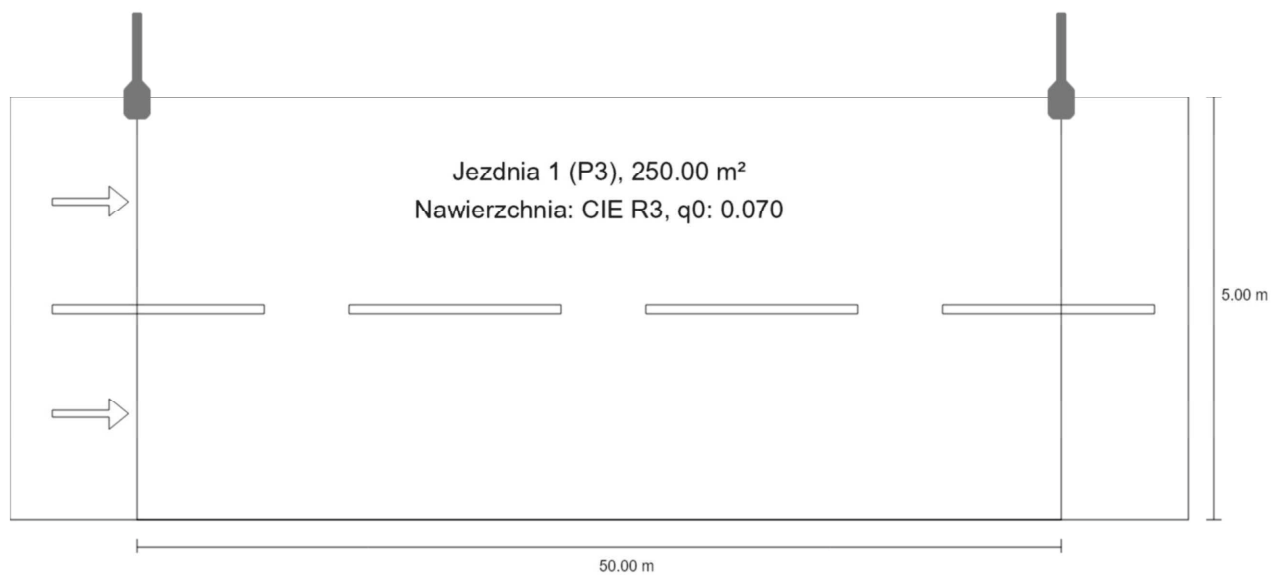 Jezdnia 1 (P3), 250.00 m²
Nawierzchnia: CIE R3, q0: 0.070
5.00 m
50.00 m